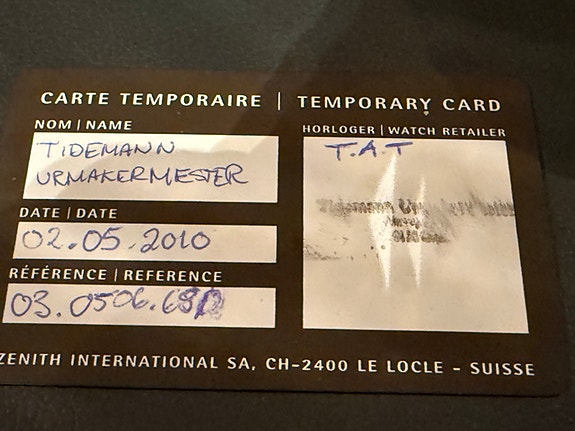 CARTE TEMPORAIRE | TEMPORARY CARD
NOM | NAME
TIDEMANN
URMAKERMESTER
DATE | DATE
02.05.2010
RÉFÉRENCE | REFERENCE
03.0506.680
HORLOGER | WATCH RETAILER
T.A.T
ZENITH INTERNATIONAL SA, CH-2400 LE LOCLE - SUISSE